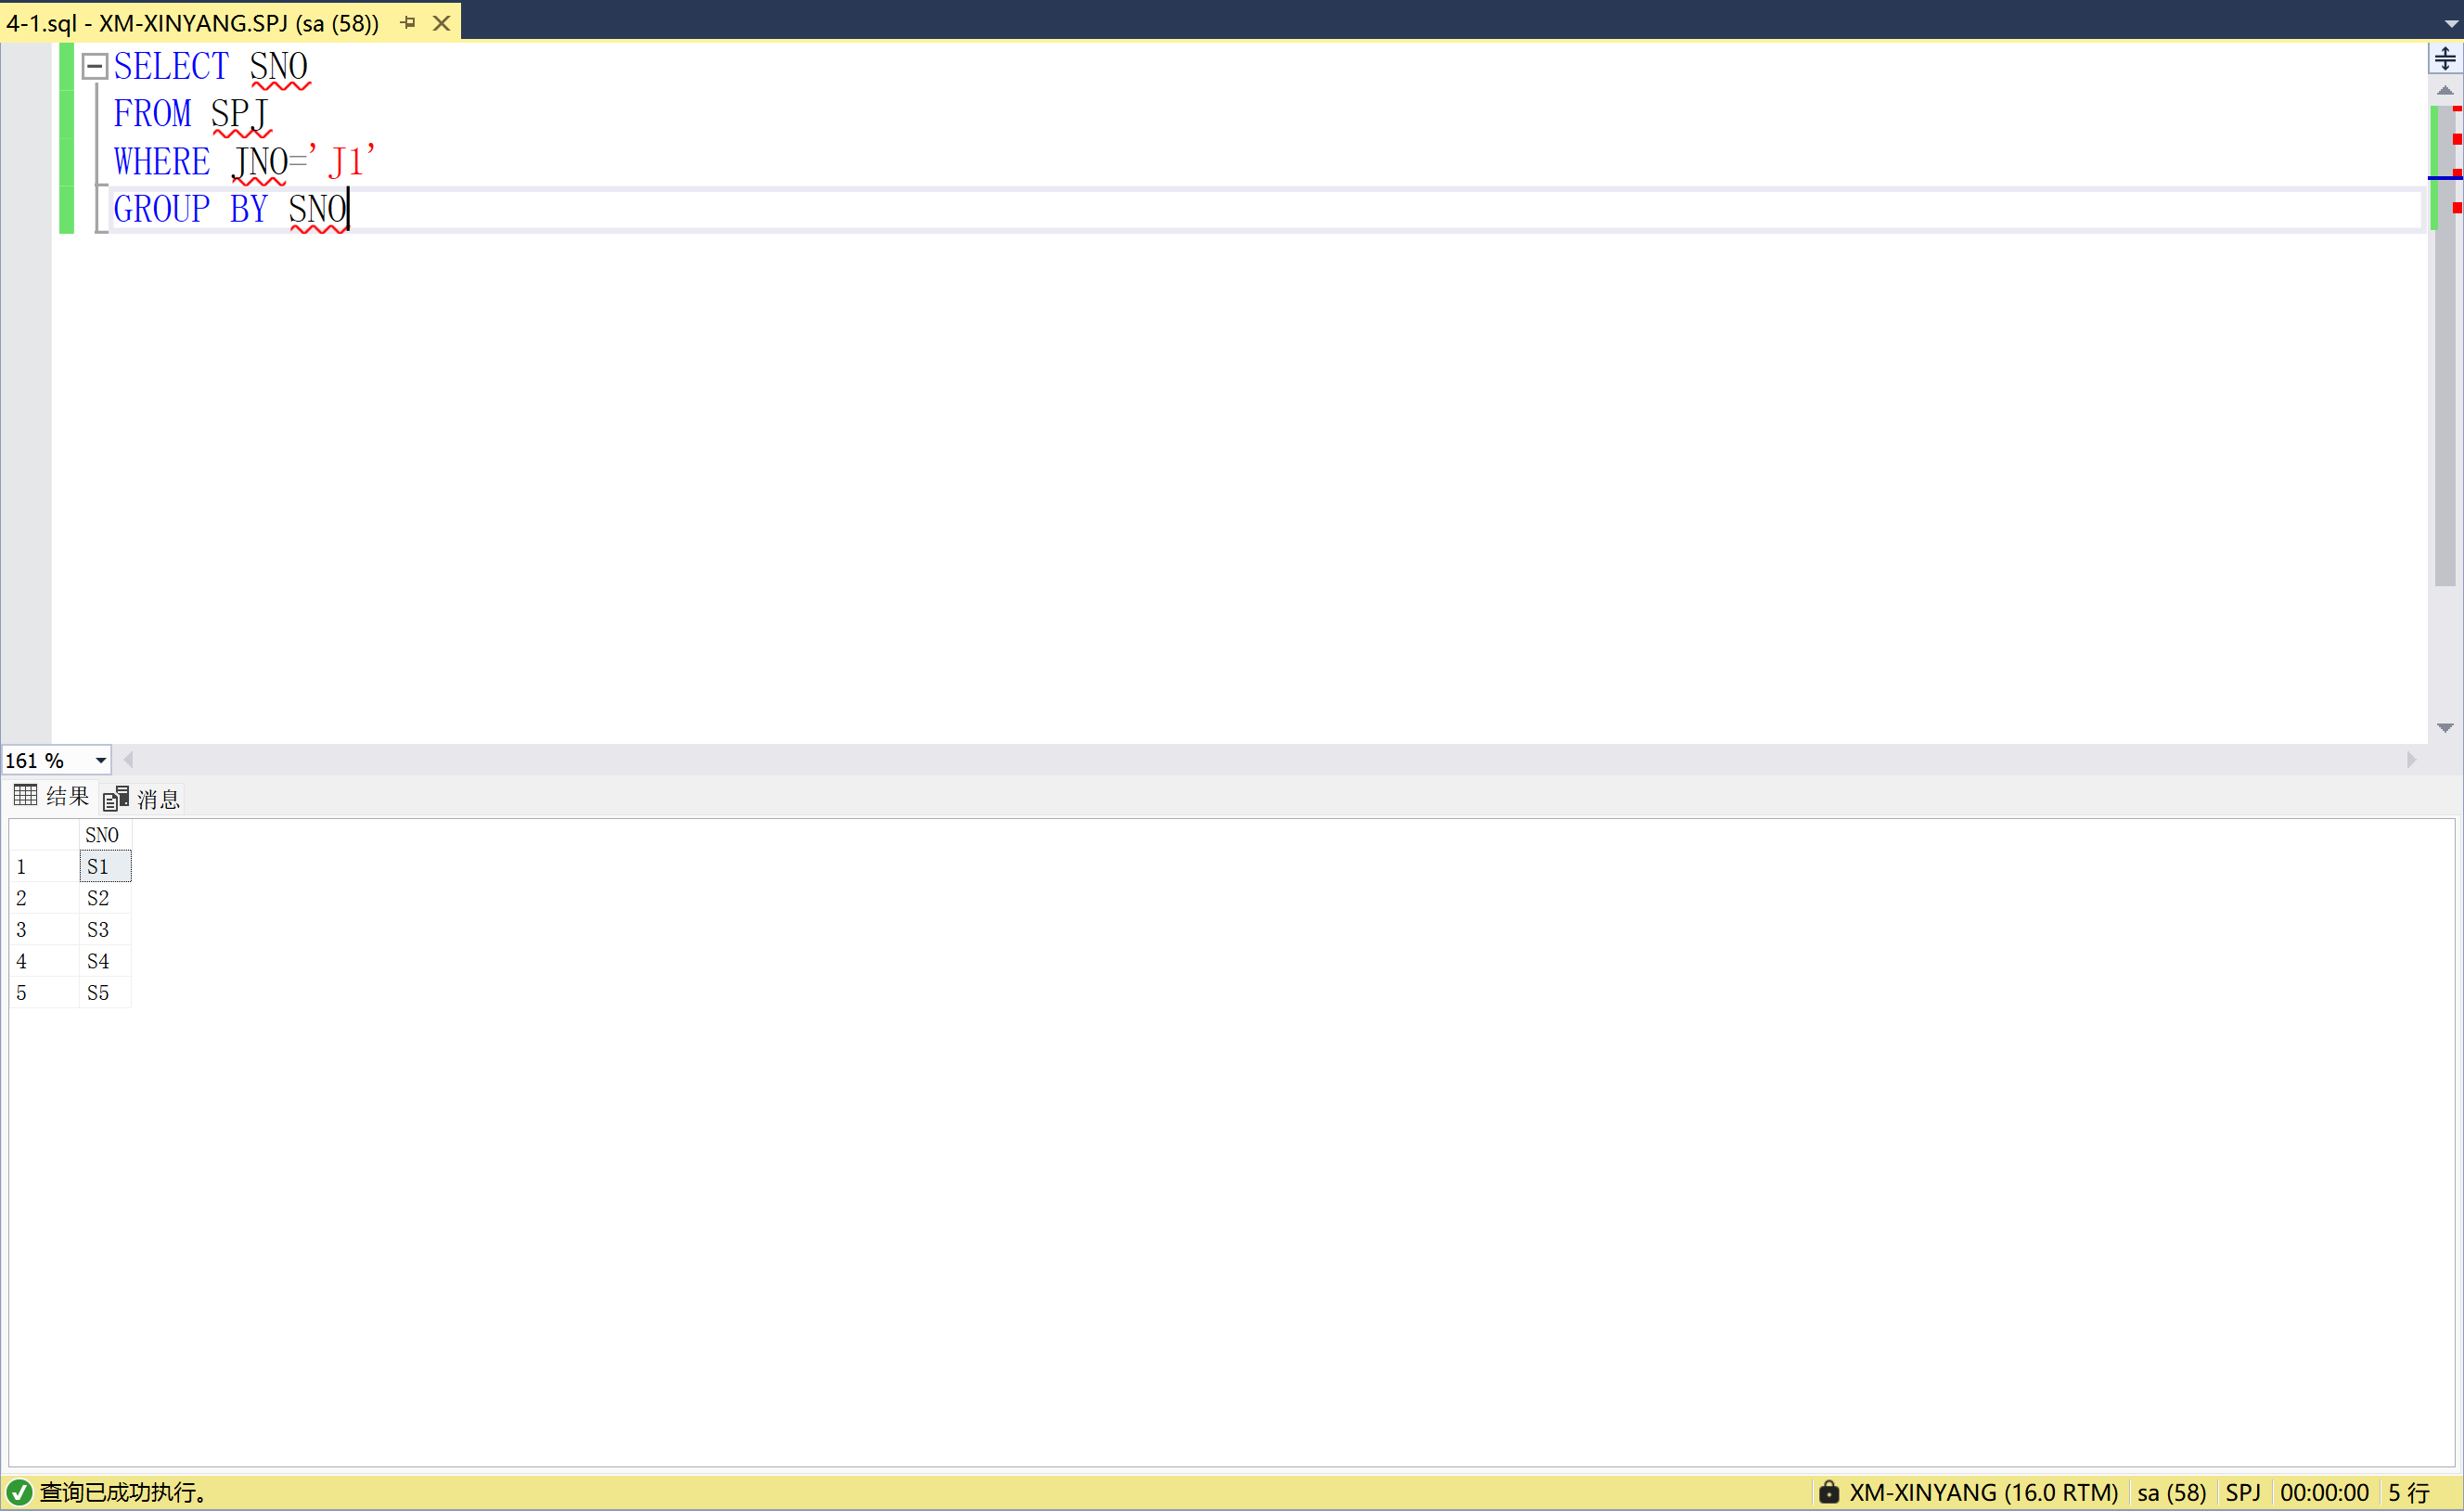 4-1.sql - XM-XINYANG.SPJ (sa (58))
SELECT SNO
FROM SPJ
WHERE JNO='J1'
GROUP BY SNO
161 %
结果 消息
SNO
1 S1
2 S2
3 S3
4 S4
5 S5
查询已成功执行。 XM-XINYANG (16.0 RTM) sa (58) SPJ 00:00:00 5 行